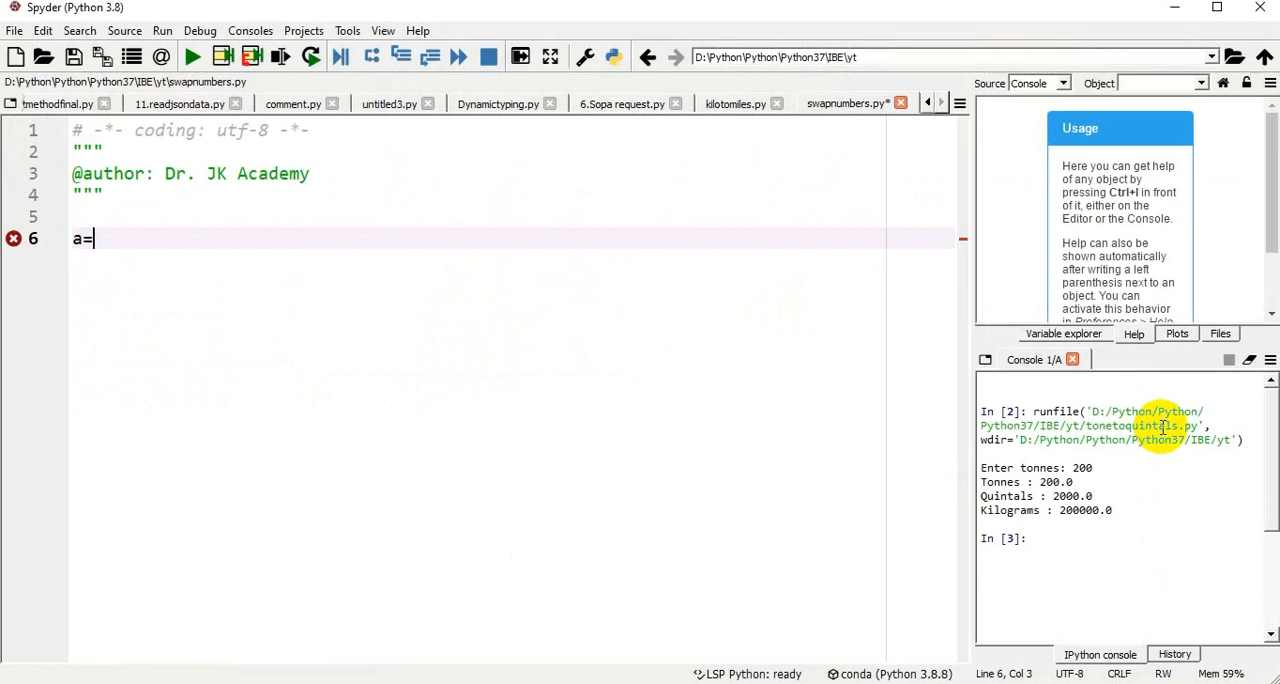 Spyder (Python 3.8)
File Edit Search Source Run Debug Consoles Projects Tools View Help
D:\Python\Python\Python37\IBE\yt
D:\Python\Python\Python37\IBE\yt\swapnumbers.py
methodfinal.py 11.readjsondata.py comment.py untitled3.py Dynamictyping.py 6.Sopa request.py kilotomiles.py swapnumbers.py*
1 # -*- coding: utf-8 -*-
2 """
3 @author: Dr. JK Academy
4 """
5
6 a=
Source Console Object
Usage
Here you can get help
of any object by
pressing Ctrl+I in front
of it, either on the
Editor or the Console.
Help can also be
shown automatically
after writing a left
parenthesis next to an
object. You can
activate this behavior
in Preferences > Help.
Variable explorer Help Plots Files
Console 1/A
In [2]: runfile('D:/Python/Python/
Python37/IBE/yt/tonetoquintals.py',
wdir='D:/Python/Python/Python37/IBE/yt')
Enter tonnes: 200
Tonnes : 200.0
Quintals : 2000.0
Kilograms : 200000.0
In [3]:
IPython console History
LSP Python: ready conda (Python 3.8.8) Line 6, Col 3 UTF-8 CRLF RW Mem 59%